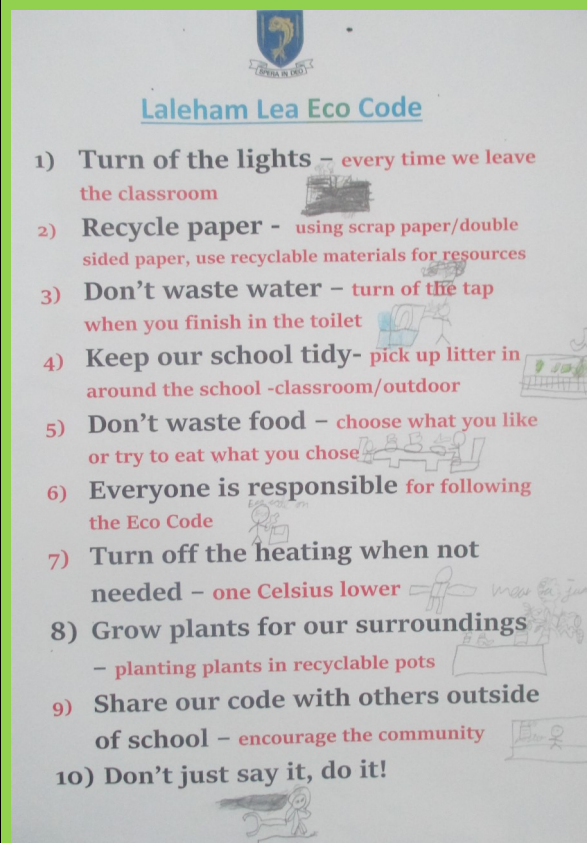 OPERA IN DEO
Laleham Lea Eco Code
1) Turn of the lights – every time we leave
the classroom
2) Recycle paper - using scrap paper/double
sided paper, use recyclable materials for resources
3) Don't waste water – turn of the tap
when you finish in the toilet
4) Keep our school tidy- pick up litter in
around the school -classroom/outdoor
5) Don't waste food – choose what you like
or try to eat what you chose
6) Everyone is responsible for following
the Eco Code
7) Turn off the heating when not
needed – one Celsius lower
8) Grow plants for our surroundings
– planting plants in recyclable pots
9) Share our code with others outside
of school – encourage the community
10) Don't just say it, do it!